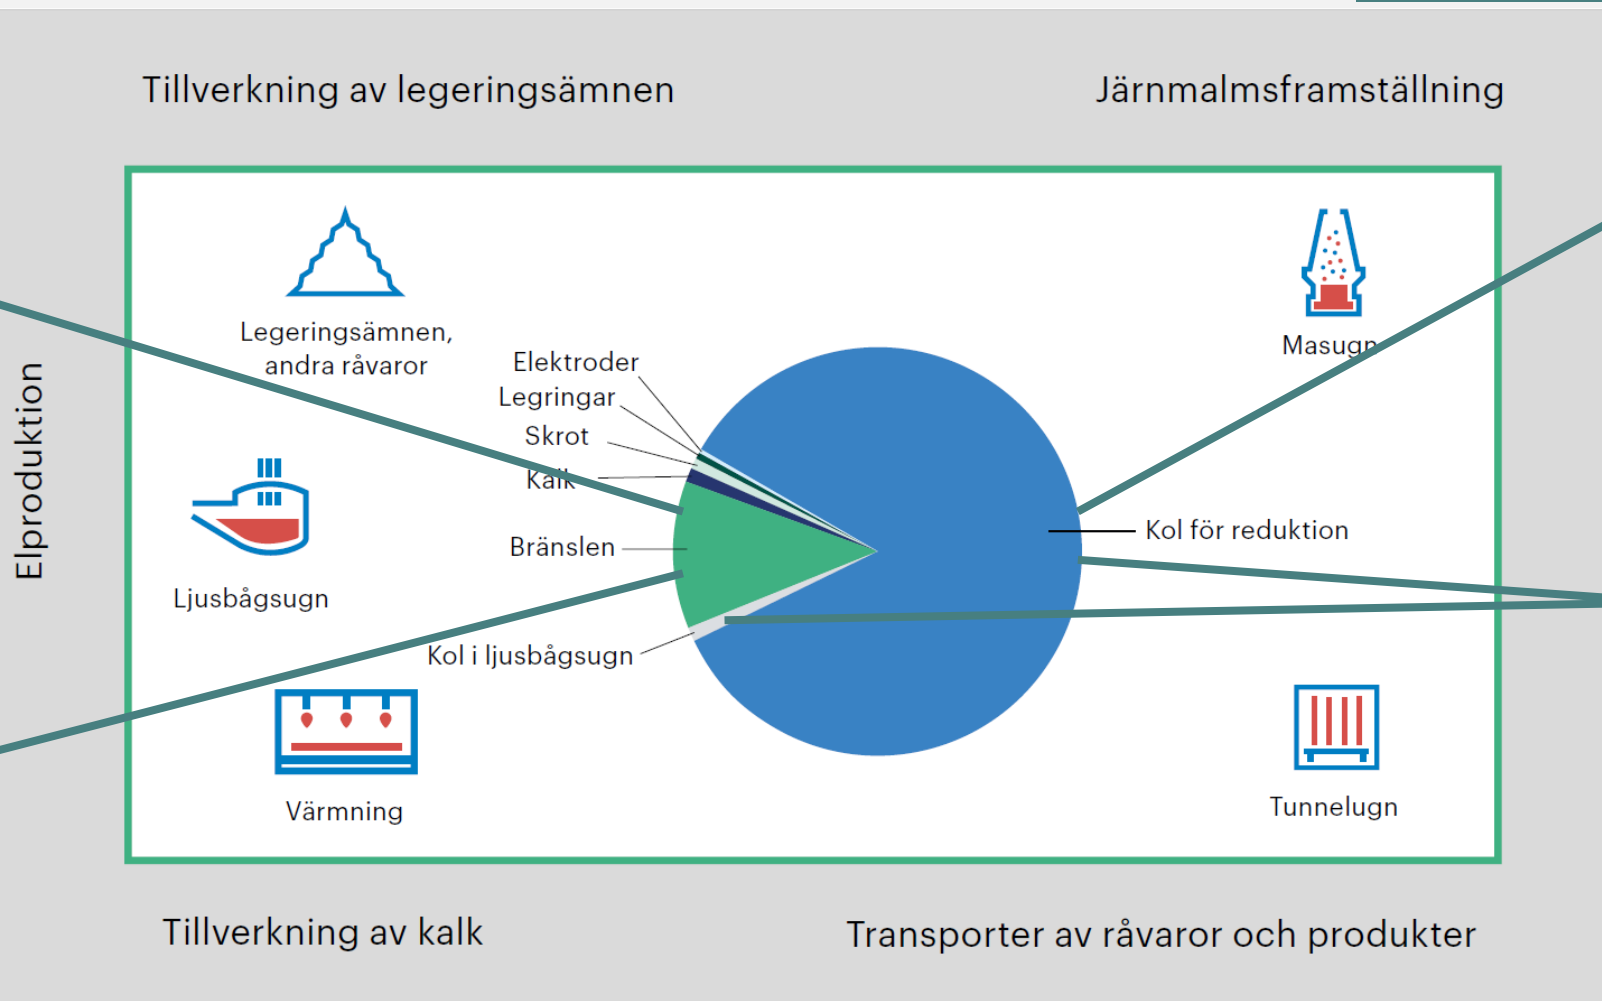 Tillverkning av legeringsämnen
Järnmalmsframställning
Elproduktion
Legeringsämnen,
andra råvaror
Masugn
Elektroder
Legringar
Skrot
Kalk
Bränslen
Kol i ljusbågsugn
Kol för reduktion
Ljusbågsugn
Värmning
Tunnelugn
Tillverkning av kalk
Transporter av råvaror och produkter